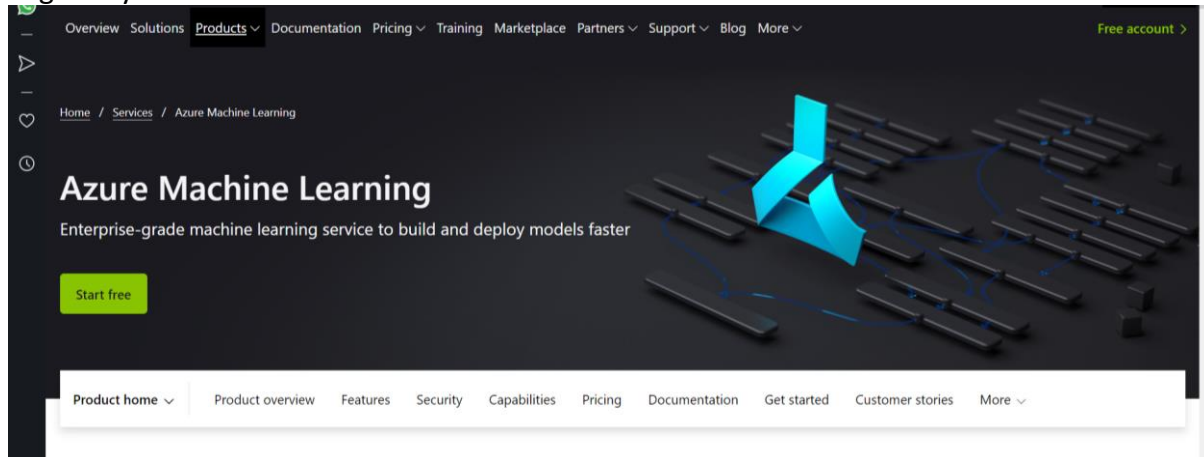 Overview Solutions Products Documentation Pricing Training Marketplace Partners Support Blog More Free account
Home / Services / Azure Machine Learning
Azure Machine Learning
Enterprise-grade machine learning service to build and deploy models faster
Start free
Product home Product overview Features Security Capabilities Pricing Documentation Get started Customer stories More